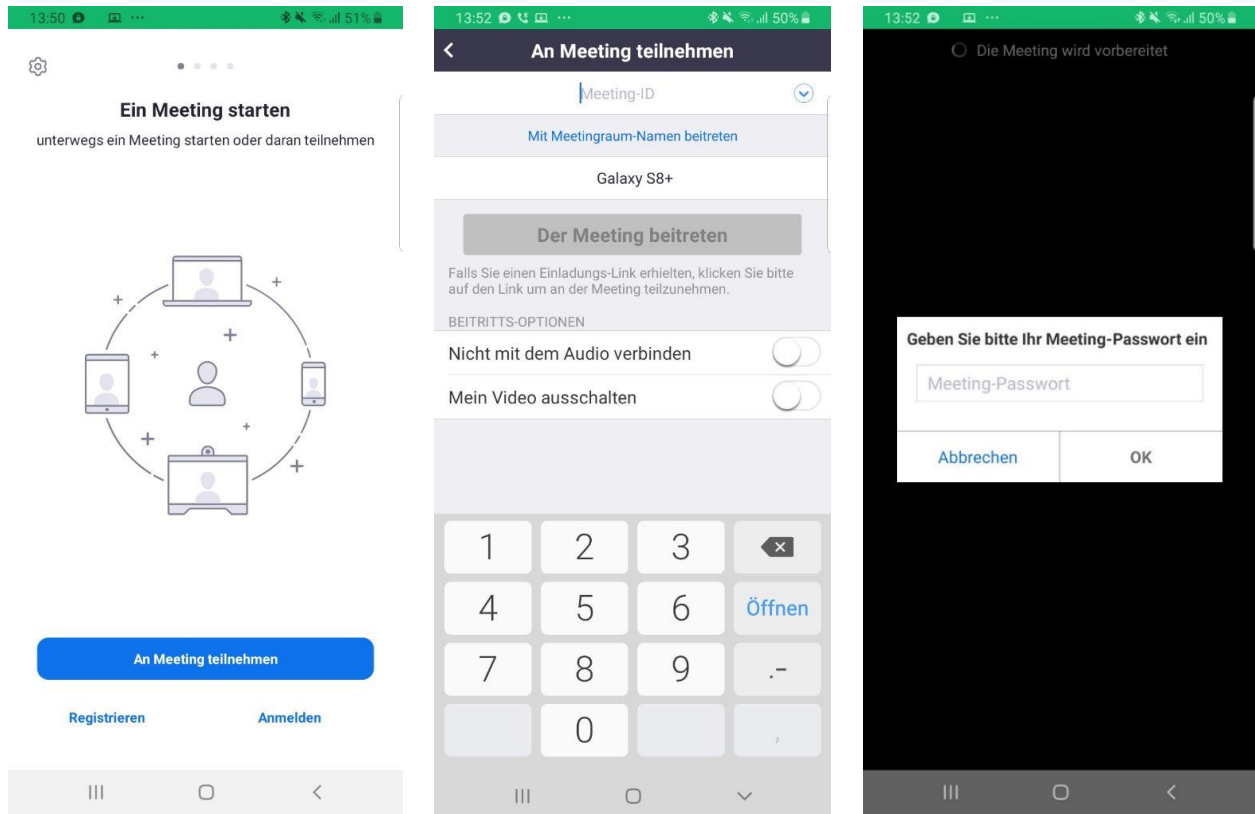 13:50 51%
Ein Meeting starten
unterwegs ein Meeting starten oder daran teilnehmen
An Meeting teilnehmen
Registrieren Anmelden
13:52 50%
An Meeting teilnehmen
Meeting-ID
Mit Meetingraum-Namen beitreten
Galaxy S8+
Der Meeting beitreten
Falls Sie einen Einladungs-Link erhielten, klicken Sie bitte
auf den Link um an der Meeting teilzunehmen.
BEITRITTS-OPTIONEN
Nicht mit dem Audio verbinden
Mein Video ausschalten
1 2 3
4 5 6 Öffnen
7 8 9 .-
0 ,
13:52 50%
Die Meeting wird vorbereitet
Geben Sie bitte Ihr Meeting-Passwort ein
Meeting-Passwort
Abbrechen OK